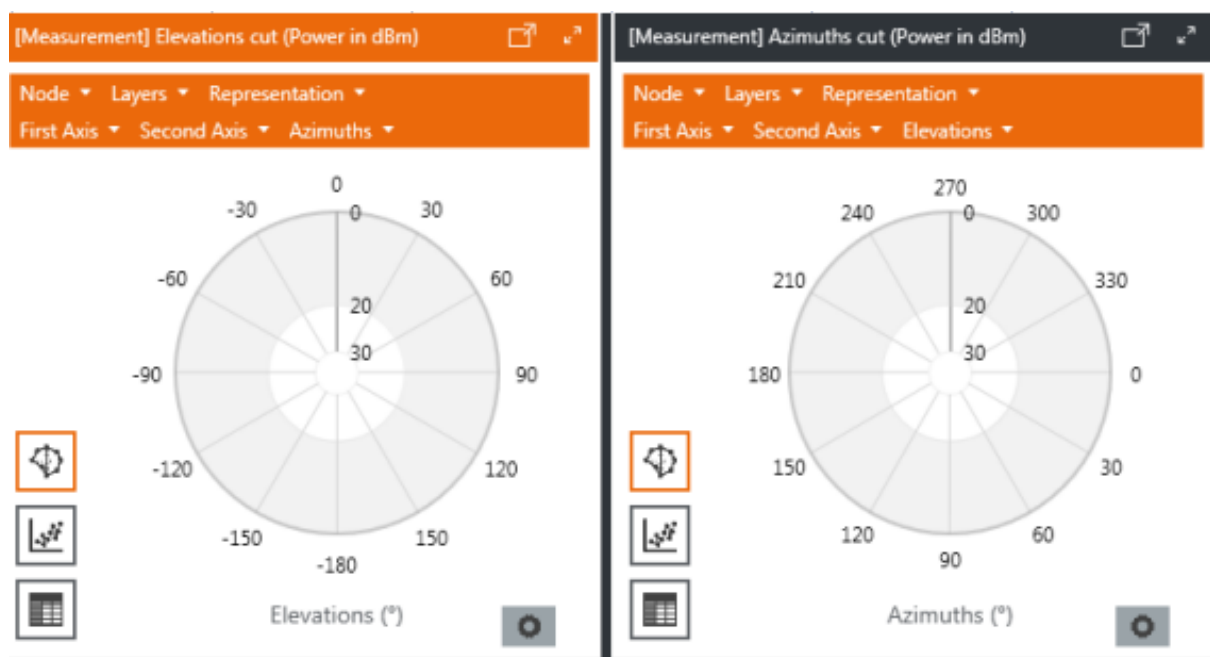 [Measurement] Elevations cut (Power in dBm)
Node Layers Representation
First Axis Second Axis Azimuths
0
-30 0 30
-60 60
20
30
-90 90
-120 120
-150 150
-180
Elevations (°)
[Measurement] Azimuths cut (Power in dBm)
Node Layers Representation
First Axis Second Axis Elevations
270
240 0 300
210 330
20
30
180 0
150 30
120 60
90
Azimuths (°)